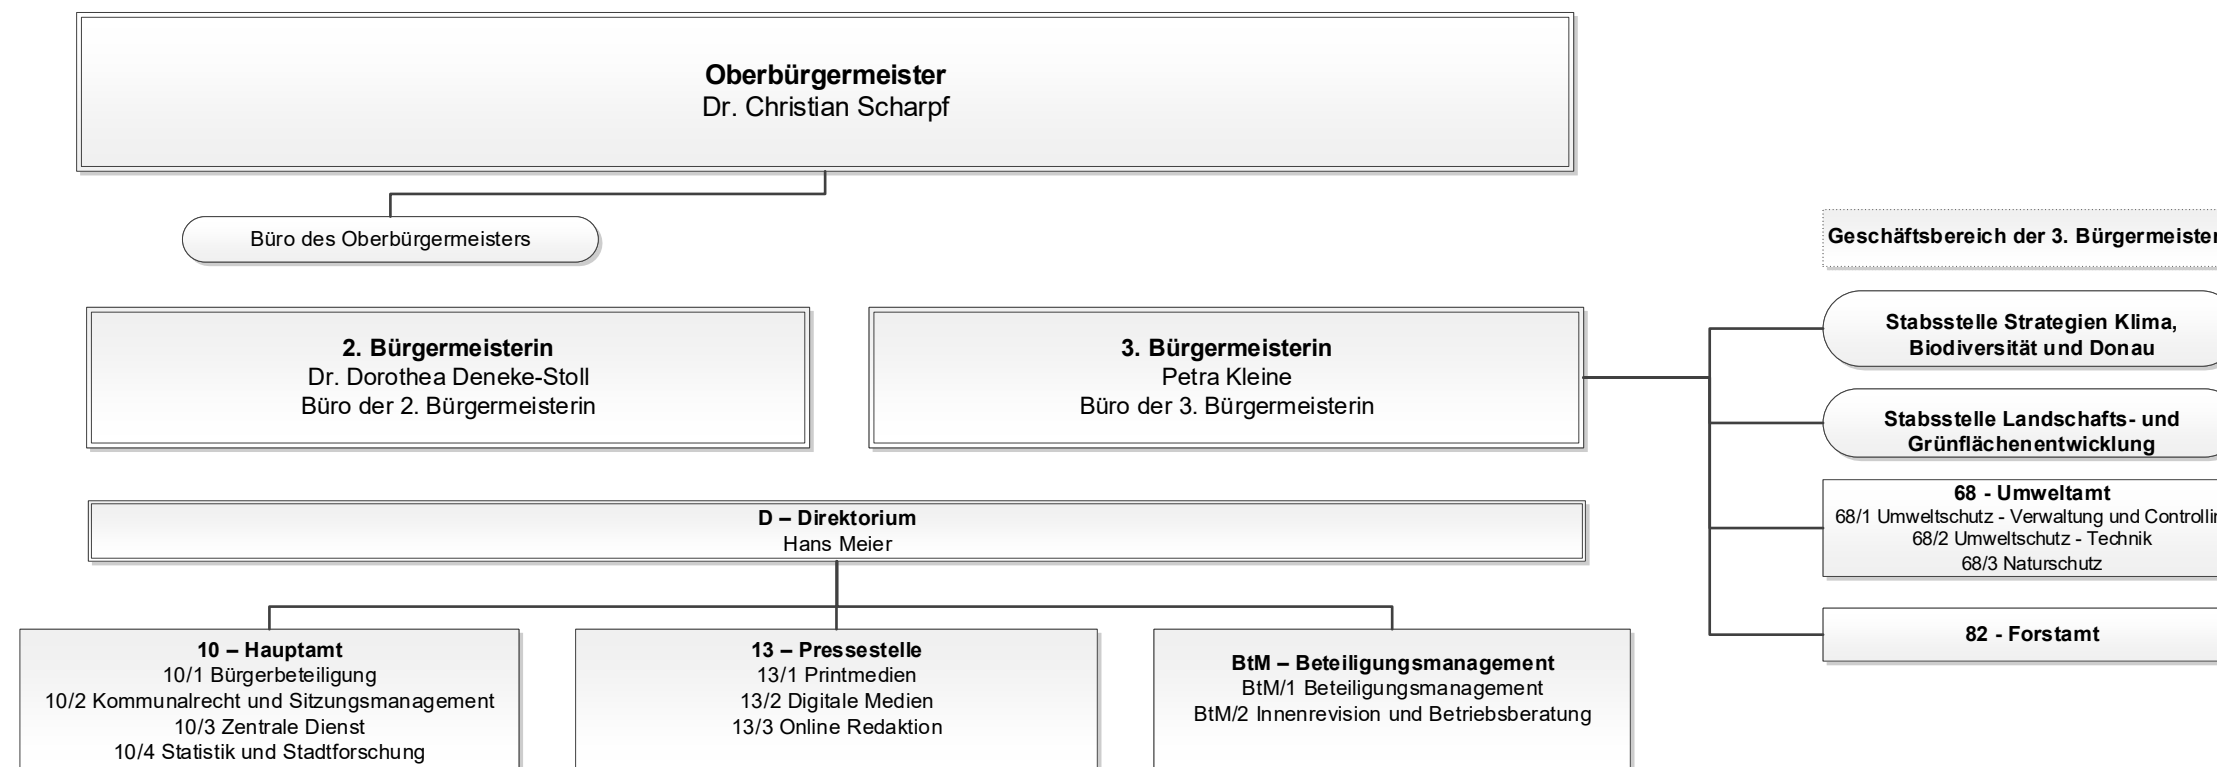 Oberbürgermeister
Dr. Christian Scharpf
Büro des Oberbürgermeisters
2. Bürgermeisterin
Dr. Dorothea Deneke-Stoll
Büro der 2. Bürgermeisterin
3. Bürgermeisterin
Petra Kleine
Büro der 3. Bürgermeisterin
Geschäftsbereich der 3.
Stabsstelle Strategien Klima,
Biodiversität und Donau
Stabsstelle Landschafts- und
Grünflächenentwicklung
68 - Umweltamt
68/1 Umweltschutz - Verwaltung und
68/2 Umweltschutz - Technik
68/3 Naturschutz
82 - Forstamt
D – Direktorium
Hans Meier
10 – Hauptamt
10/1 Bürgerbeteiligung
10/2 Kommunalrecht und Sitzungsmanagement
10/3 Zentrale Dienst
10/4 Statistik und Stadtforschung
13 – Pressestelle
13/1 Printmedien
13/2 Digitale Medien
13/3 Online Redaktion
BtM – Beteiligungsmanagement
BtM/1 Beteiligungsmanagement
BtM/2 Innenrevision und Betriebsberatung